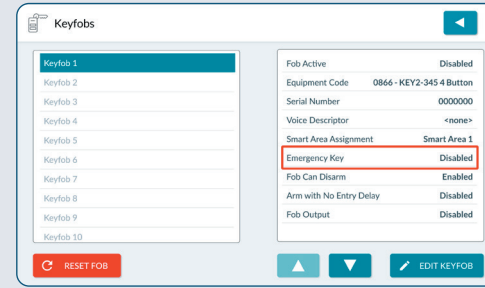 Keyfobs
Keyfob 1
Keyfob 2
Keyfob 3
Keyfob 4
Keyfob 5
Keyfob 6
Keyfob 7
Keyfob 8
Keyfob 9
Keyfob 10
RESET FOB
Fob Active Disabled
Equipment Code 0866 - KEY2-345 4 Button
Serial Number 0000000
Voice Descriptor <none>
Smart Area Assignment Smart Area 1
Emergency Key Disabled
Fob Can Disarm Enabled
Arm with No Entry Delay Disabled
Fob Output Disabled
EDIT KEYFOB